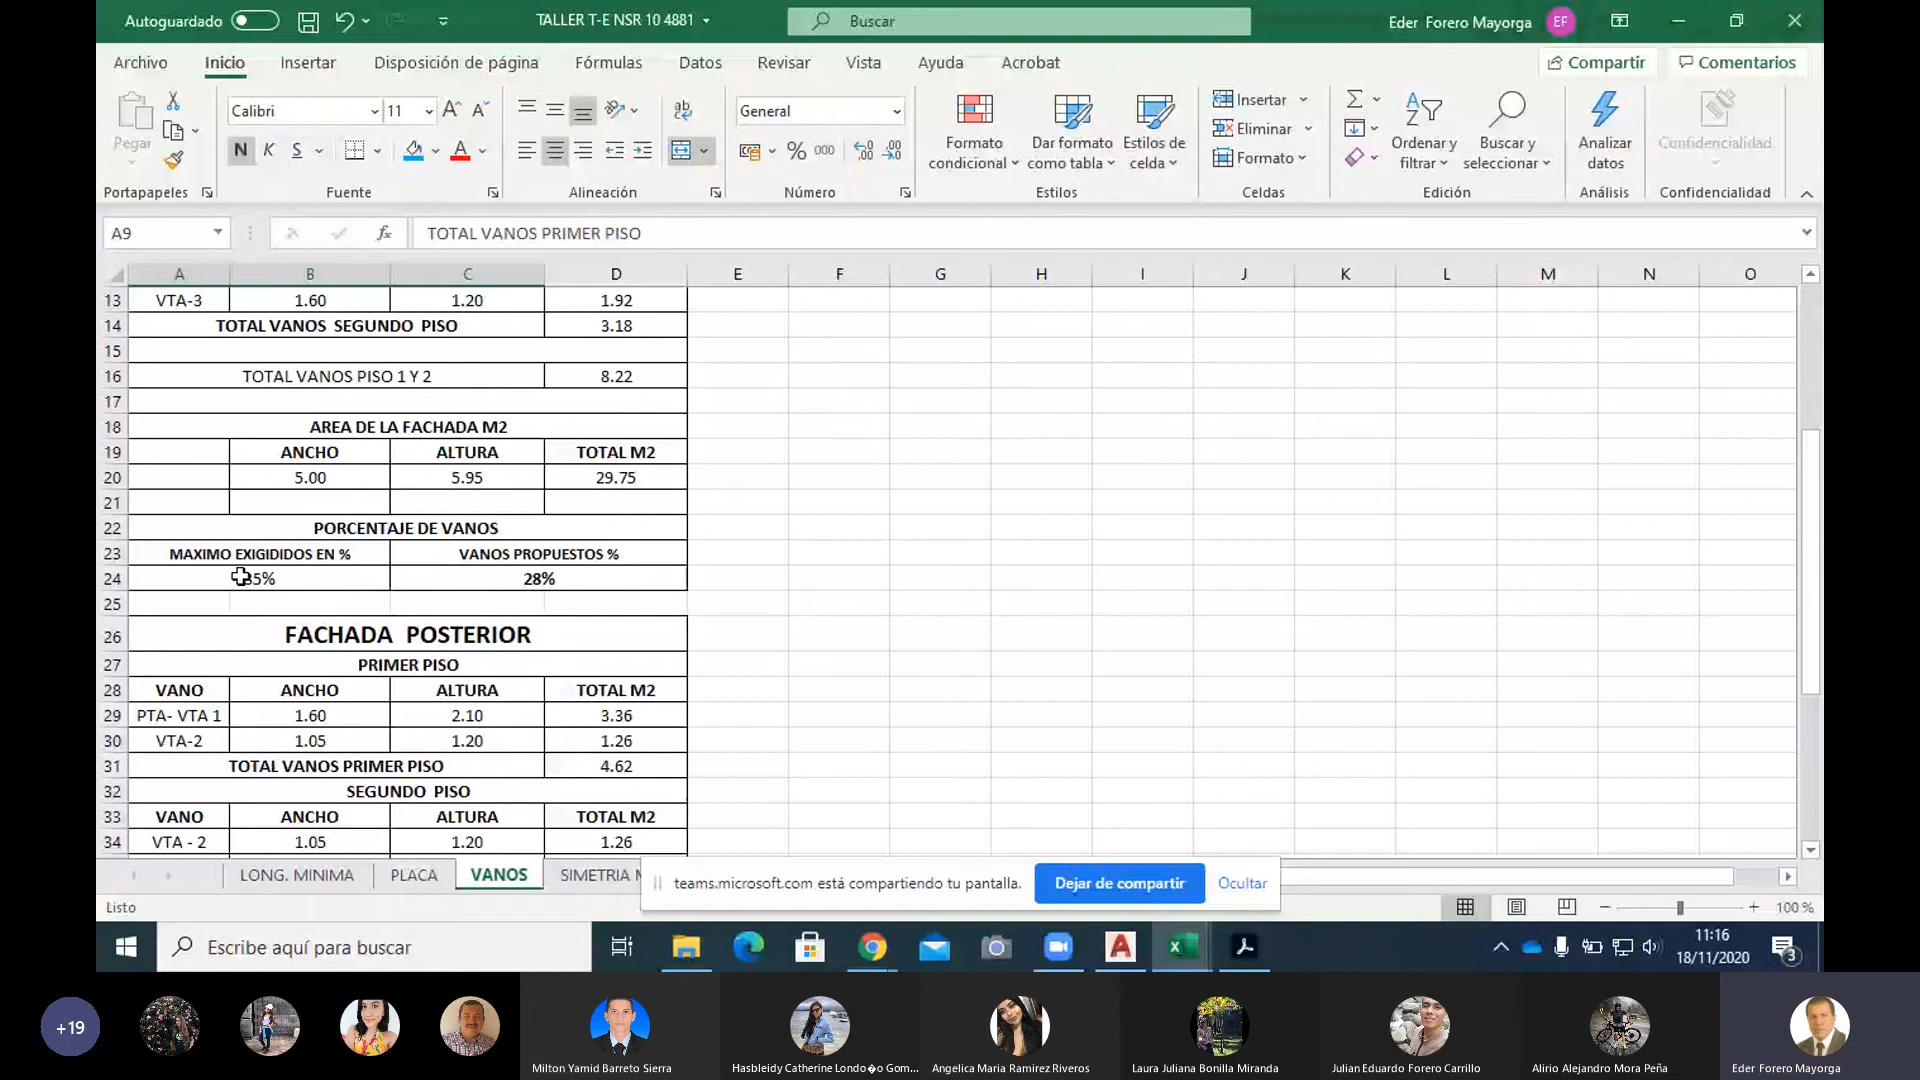 Autoguardado
TALLER T-E NSR 10 4881
Buscar
Eder Forero Mayorga
EF
Archivo Inicio Insertar Disposición de página Fórmulas Datos Revisar Vista Ayuda Acrobat
Compartir
Comentarios
Pegar
Portapapeles
Calibri
11
N K S
Fuente
Alineación
General
% 000
Número
Formato condicional
Dar formato como tabla
Estilos de celda
Estilos
Insertar
Eliminar
Formato
Celdas
Ordenar y filtrar
Buscar y seleccionar
Edición
Analizar datos
Análisis
Confidencialidad
Confidencialidad
A9
fx
TOTAL VANOS PRIMER PISO
A B C D E F G H I J K L M N O
13 VTA-3 1.60 1.20 1.92
14 TOTAL VANOS SEGUNDO PISO 3.18
15
16 TOTAL VANOS PISO 1 Y 2 8.22
17
18 AREA DE LA FACHADA M2
19 ANCHO ALTURA TOTAL M2
20 5.00 5.95 29.75
21
22 PORCENTAJE DE VANOS
23 MAXIMO EXIGIDIDOS EN % VANOS PROPUESTOS %
24 35% 28%
25
26 FACHADA POSTERIOR
27 PRIMER PISO
28 VANO ANCHO ALTURA TOTAL M2
29 PTA- VTA 1 1.60 2.10 3.36
30 VTA-2 1.05 1.20 1.26
31 TOTAL VANOS PRIMER PISO 4.62
32 SEGUNDO PISO
33 VANO ANCHO ALTURA TOTAL M2
34 VTA - 2 1.05 1.20 1.26
LONG. MINIMA PLACA VANOS SIMETRIA
teams.microsoft.com está compartiendo tu pantalla.
Dejar de compartir
Ocultar
Listo
100 %
Escribe aquí para buscar
11:16
18/11/2020
3
+19
Milton Yamid Barreto Sierra
Hasbleidy Catherine Londo�o Gom...
Angelica Maria Ramirez Riveros
Laura Juliana Bonilla Miranda
Julian Eduardo Forero Carrillo
Alirio Alejandro Mora Peña
Eder Forero Mayorga